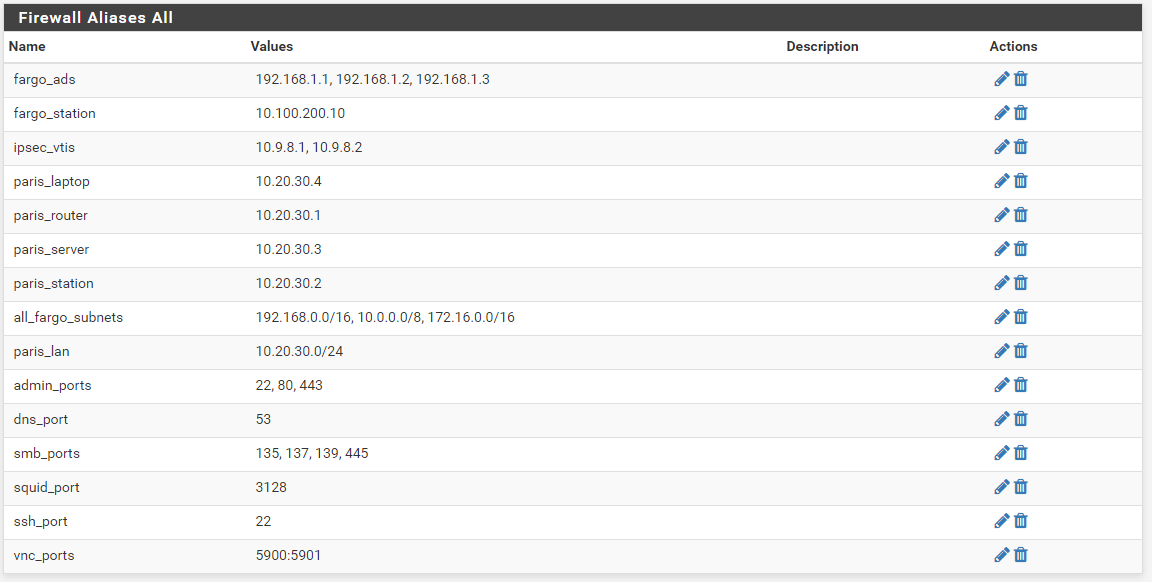 Firewall Aliases All
Name Values Description Actions
fargo_ads 192.168.1.1, 192.168.1.2, 192.168.1.3
fargo_station 10.100.200.10
ipsec_vtis 10.9.8.1, 10.9.8.2
paris_laptop 10.20.30.4
paris_router 10.20.30.1
paris_server 10.20.30.3
paris_station 10.20.30.2
all_fargo_subnets 192.168.0.0/16, 10.0.0.0/8, 172.16.0.0/16
paris_lan 10.20.30.0/24
admin_ports 22, 80, 443
dns_port 53
smb_ports 135, 137, 139, 445
squid_port 3128
ssh_port 22
vnc_ports 5900:5901